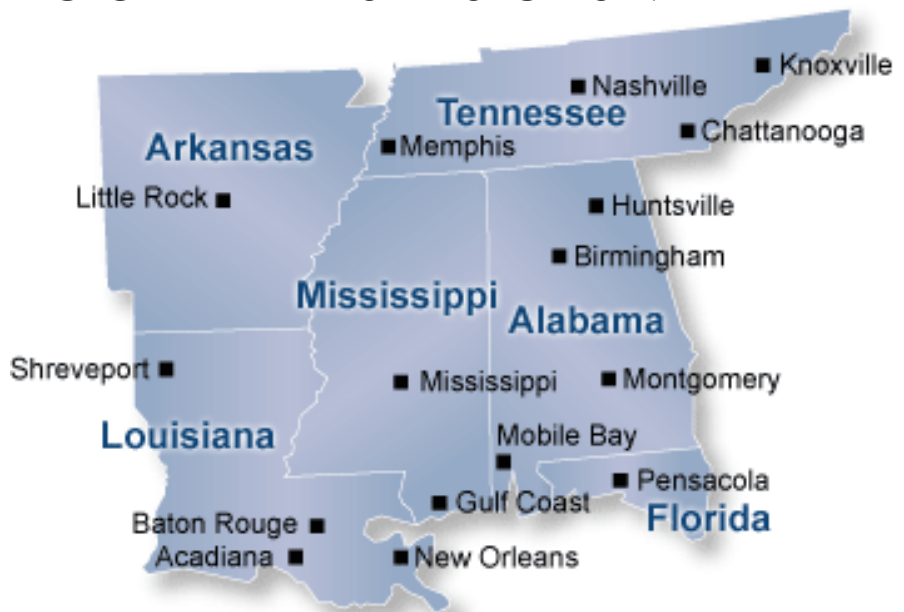 Knoxville
Nashville
Tennessee
Chattanooga
Memphis
Arkansas
Little Rock
Huntsville
Birmingham
Mississippi
Alabama
Shreveport
Mississippi
Montgomery
Louisiana
Mobile Bay
Pensacola
Gulf Coast
Florida
Baton Rouge
Acadiana
New Orleans